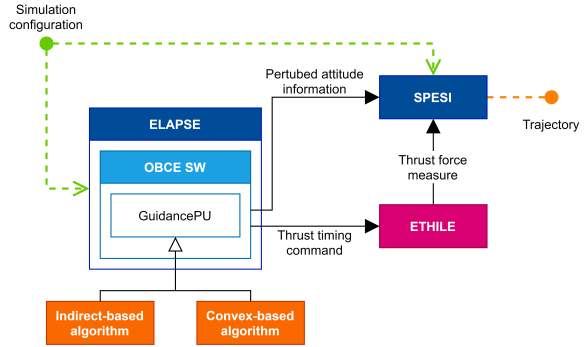 Simulation
configuration
Pertubed attitude
information
SPESI
Trajectory
ELAPSE
OBCE SW
GuidancePU
Thrust force
measure
Thrust timing
command
ETHILE
Indirect-based
algorithm
Convex-based
algorithm